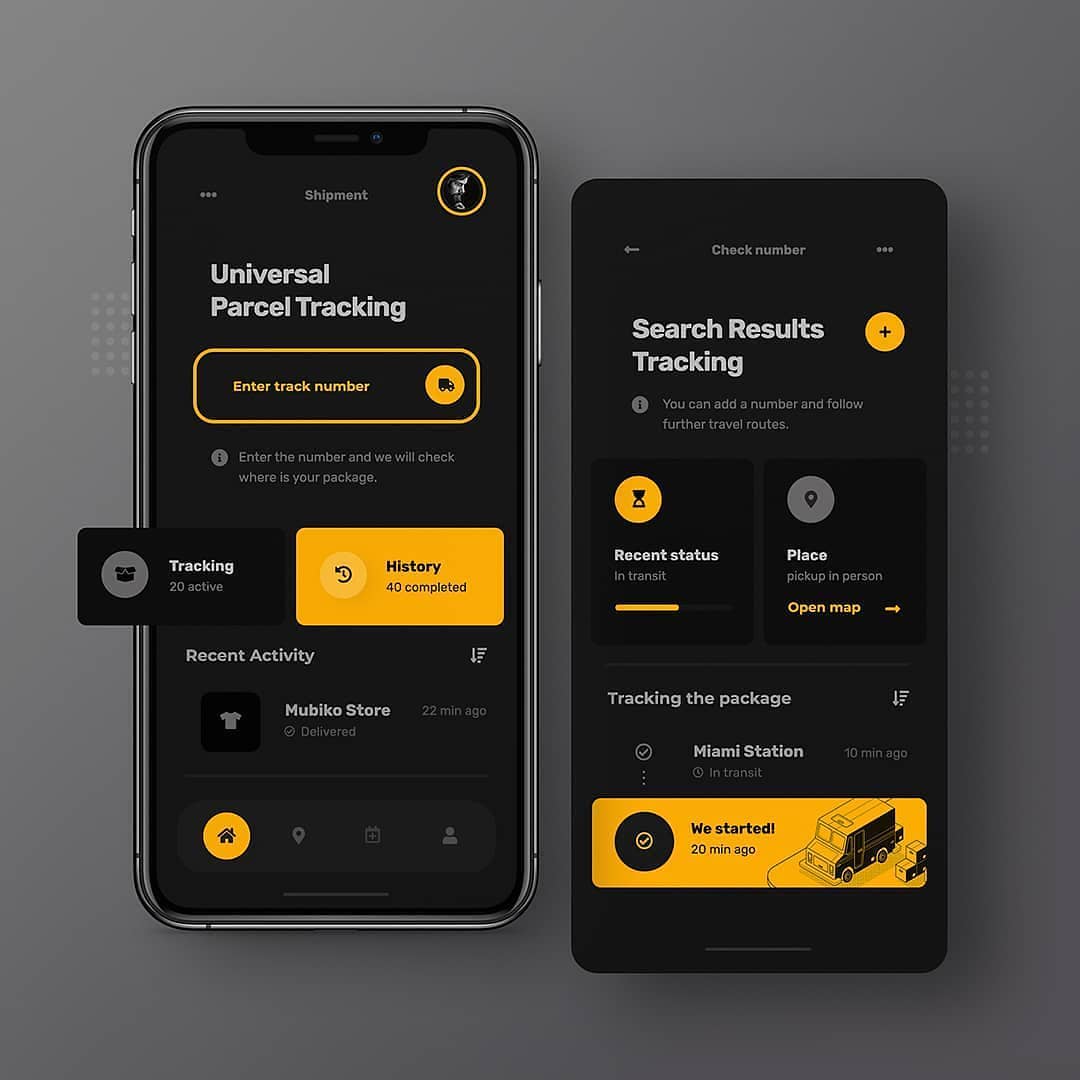 Shipment
Universal
Parcel Tracking
Enter track number
Enter the number and we will check
where is your package.
Tracking
20 active
History
40 completed
Recent Activity
Mubiko Store
22 min ago
Delivered
Check number
Search Results
Tracking
You can add a number and follow
further travel routes.
Recent status
In transit
Place
pickup in person
Open map
Tracking the package
Miami Station
10 min ago
In transit
We started!
20 min ago